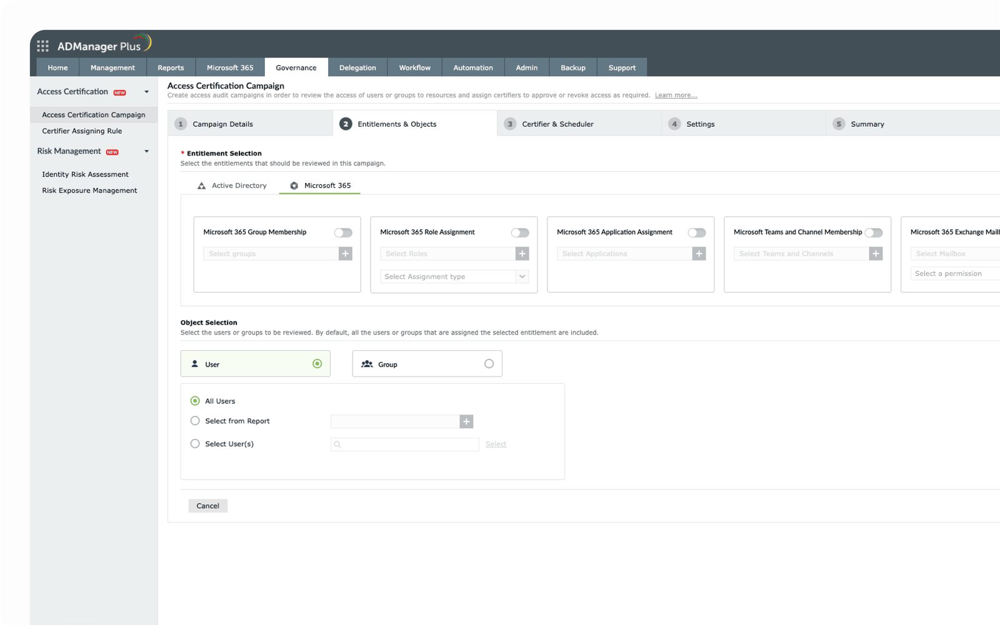 ADManager Plus
Home Management Reports Microsoft 365 Governance Delegation Workflow Automation Admin Backup Support
Access Certification NEW
Access Certification Campaign
Certifier Assigning Rule
Risk Management NEW
Identity Risk Assessment
Risk Exposure Management
Access Certification Campaign
Create access audit campaigns in order to review the access of users or groups to resources and assign certifiers to approve or revoke access as required. Learn more...
1 Campaign Details 2 Entitlements & Objects 3 Certifier & Scheduler 4 Settings 5 Summary
* Entitlement Selection
Select the entitlements that should be reviewed in this campaign.
Active Directory Microsoft 365
Microsoft 365 Group Membership
Select groups
Microsoft 365 Role Assignment
Select Roles
Select Assignment type
Microsoft 365 Application Assignment
Select Applications
Microsoft Teams and Channel Membership
Select Teams and Channels
Microsoft 365 Exchange Mail
Select Mailbox
Select a permission
Object Selection
Select the users or groups to be reviewed. By default, all the users or groups that are assigned the selected entitlement are included.
User Group
All Users
Select from Report
Select User(s) Select
Cancel